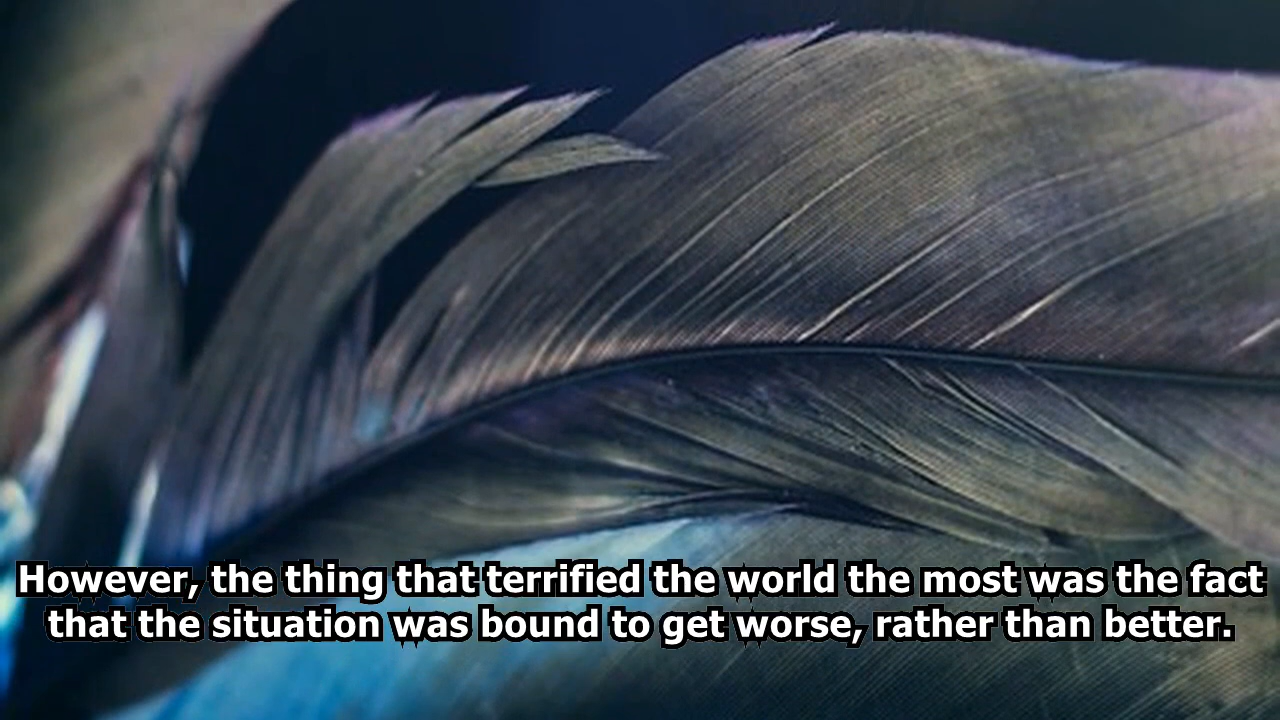 However, the thing that terrified the world the most was the fact
that the situation was bound to get worse, rather than better.